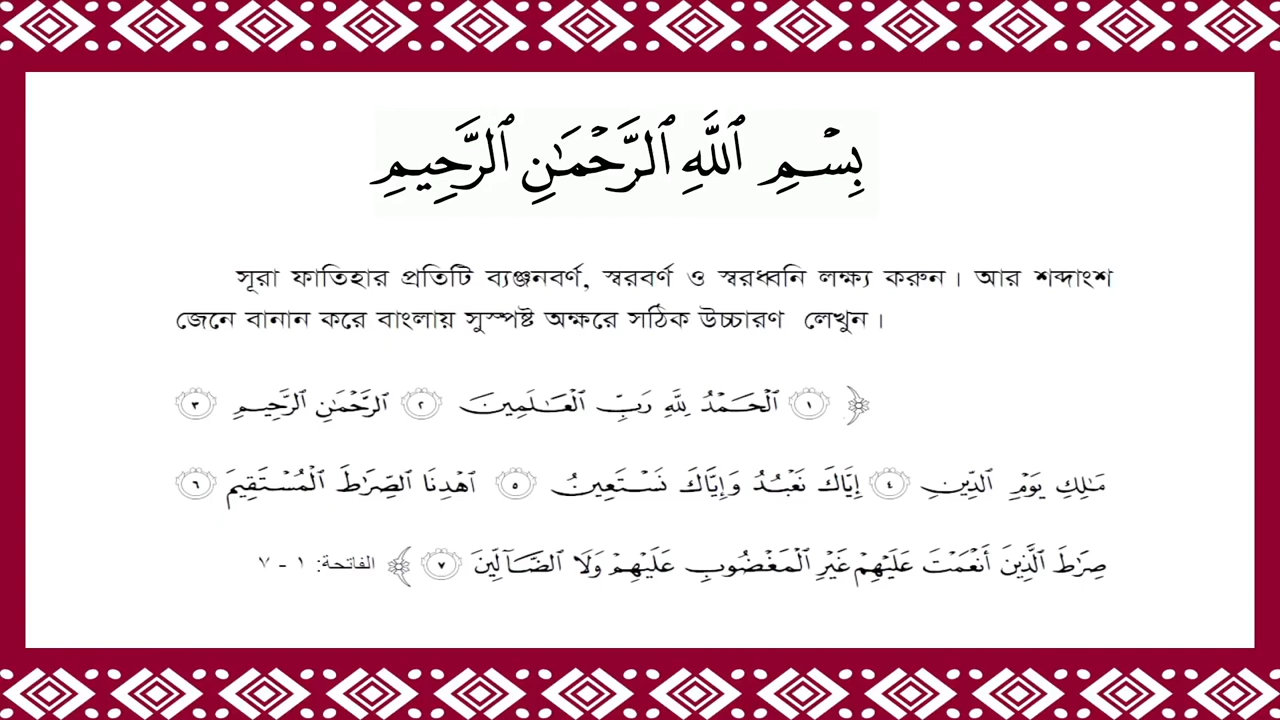 بِسْمِ ٱللَّهِ ٱلرَّحْمَٰنِ ٱلرَّحِيمِ
সূরা ফাতিহার প্রতিটি ব্যঞ্জনবর্ণ, স্বরবর্ণ ও স্বরধ্বনি লক্ষ্য করুন। আর শব্দাংশ
জেনে বানান করে বাংলায় সুস্পষ্ট অক্ষরে সঠিক উচ্চারণ লেখুন।
﴿ ١ ٱلْحَمْدُ لِلَّهِ رَبِّ ٱلْعَٰلَمِينَ ٢ ٱلرَّحْمَٰنِ ٱلرَّحِيمِ ٣
مَٰلِكِ يَوْمِ ٱلدِّينِ ٤ إِيَّاكَ نَعْبُدُ وَإِيَّاكَ نَسْتَعِينُ ٥ ٱهْدِنَا ٱلصِّرَٰطَ ٱلْمُسْتَقِيمَ ٦
صِرَٰطَ ٱلَّذِينَ أَنْعَمْتَ عَلَيْهِمْ غَيْرِ ٱلْمَغْضُوبِ عَلَيْهِمْ وَلَا ٱلضَّآلِّينَ ٧ ﴾ الفاتحة: ١ - ٧